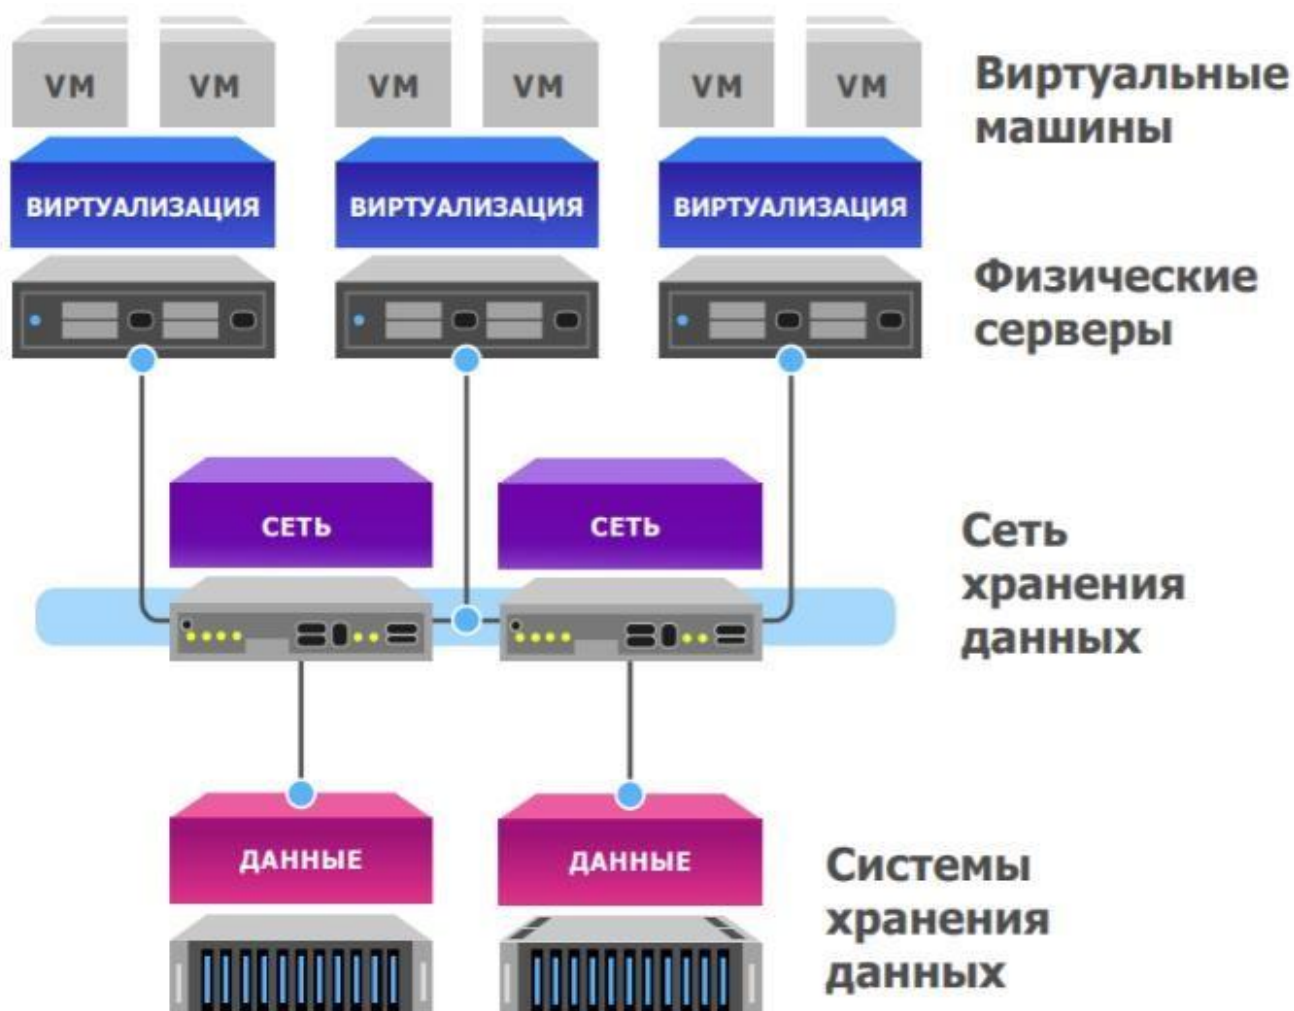 VM VM VM VM VM VM
Виртуальные
машины
ВИРТУАЛИЗАЦИЯ ВИРТУАЛИЗАЦИЯ ВИРТУАЛИЗАЦИЯ
Физические
серверы
СЕТЬ СЕТЬ
Сеть
хранения
данных
ДАННЫЕ ДАННЫЕ
Системы
хранения
данных